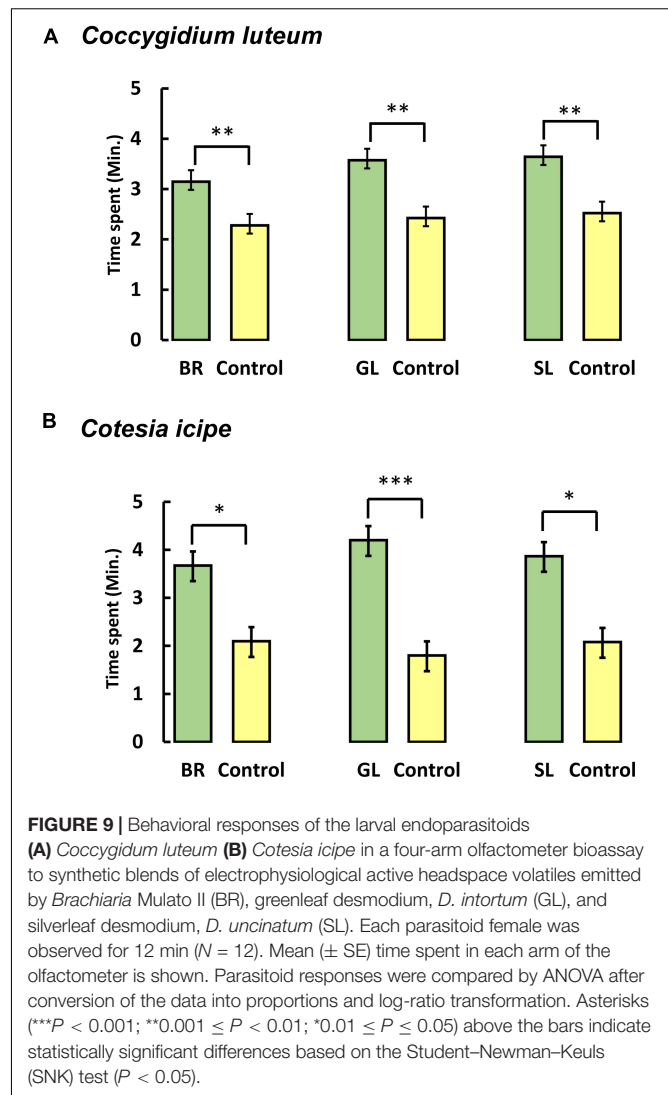 A Coccygidium luteum
5
4
3
2
1
0
Time spent (Min.)
**
**
**
BR Control GL Control SL Control
B Cotesia icipe
5
4
3
2
1
0
Time spent (Min.)
*
***
*
BR Control GL Control SL Control
FIGURE 9 | Behavioral responses of the larval endoparasitoids
(A) Coccygidum luteum (B) Cotesia icipe in a four-arm olfactometer bioassay
to synthetic blends of electrophysiological active headspace volatiles emitted
by Brachiaria Mulato II (BR), greenleaf desmodium, D. intortum (GL), and
silverleaf desmodium, D. uncinatum (SL). Each parasitoid female was
observed for 12 min (N = 12). Mean (± SE) time spent in each arm of the
olfactometer is shown. Parasitoid responses were compared by ANOVA after
conversion of the data into proportions and log-ratio transformation. Asterisks
(***P < 0.001; **0.001 ≤ P < 0.01; *0.01 ≤ P ≤ 0.05) above the bars indicate
statistically significant differences based on the Student–Newman–Keuls
(SNK) test (P < 0.05).